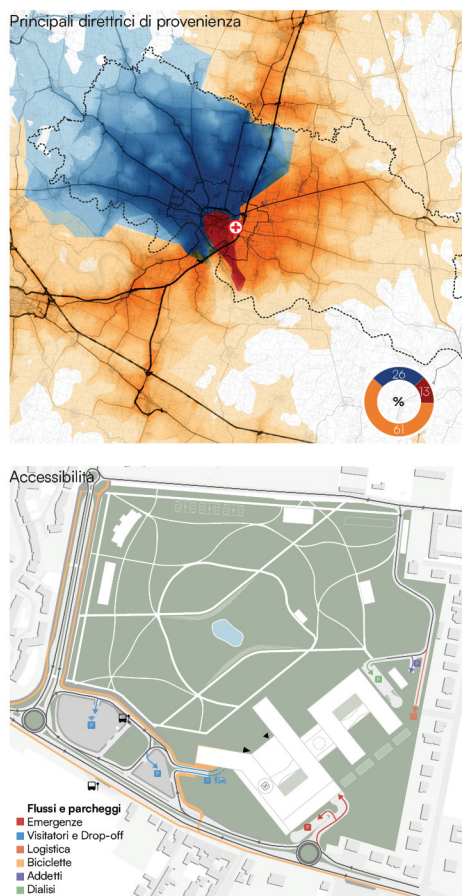 Principali direttrici di provenienza
26
13
%
61
Accessibilità
P
P
P
P
P
P
P
Flussi e parcheggi
Emergenze
Visitatori e Drop-off
Logistica
Biciclette
Addetti
Dialisi